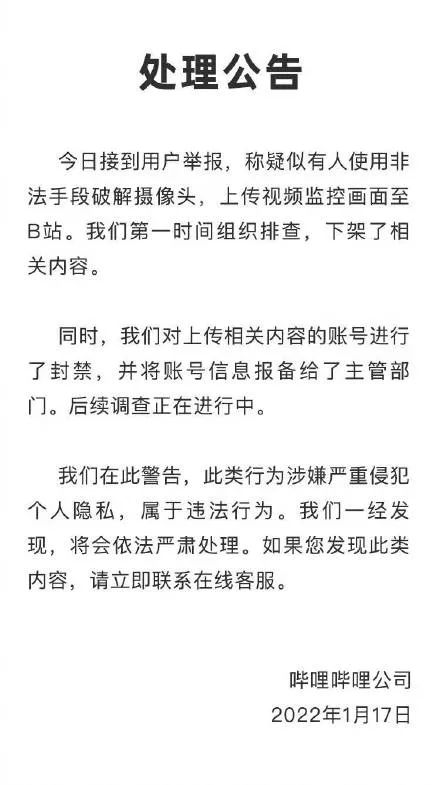 处理公告
今日接到用户举报，称疑似有人使用非
法手段破解摄像头，上传视频监控画面至
B站。我们第一时间组织排查，下架了相
关内容。
同时，我们对上传相关内容的账号进行
了封禁，并将账号信息报备给了主管部
门。后续调查正在进行中。
我们在此警告，此类行为涉嫌严重侵犯
个人隐私，属于违法行为。我们一经发
现，将会依法严肃处理。如果您发现此类
内容，请立即联系在线客服。
哔哩哔哩公司
2022年1月17日